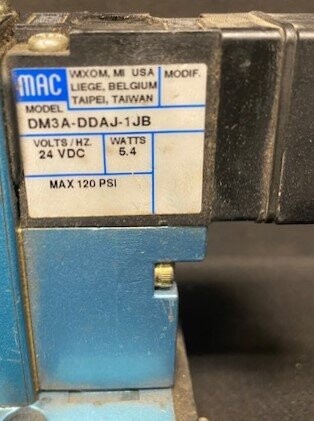 MAC
WIXOM, MI USA
LIEGE, BELGIUM
TAIPEI, TAIWAN
MODIF.
MODEL
DM3A-DDAJ-1JB
VOLTS/HZ. WATTS
24 VDC 5.4
MAX 120 PSI